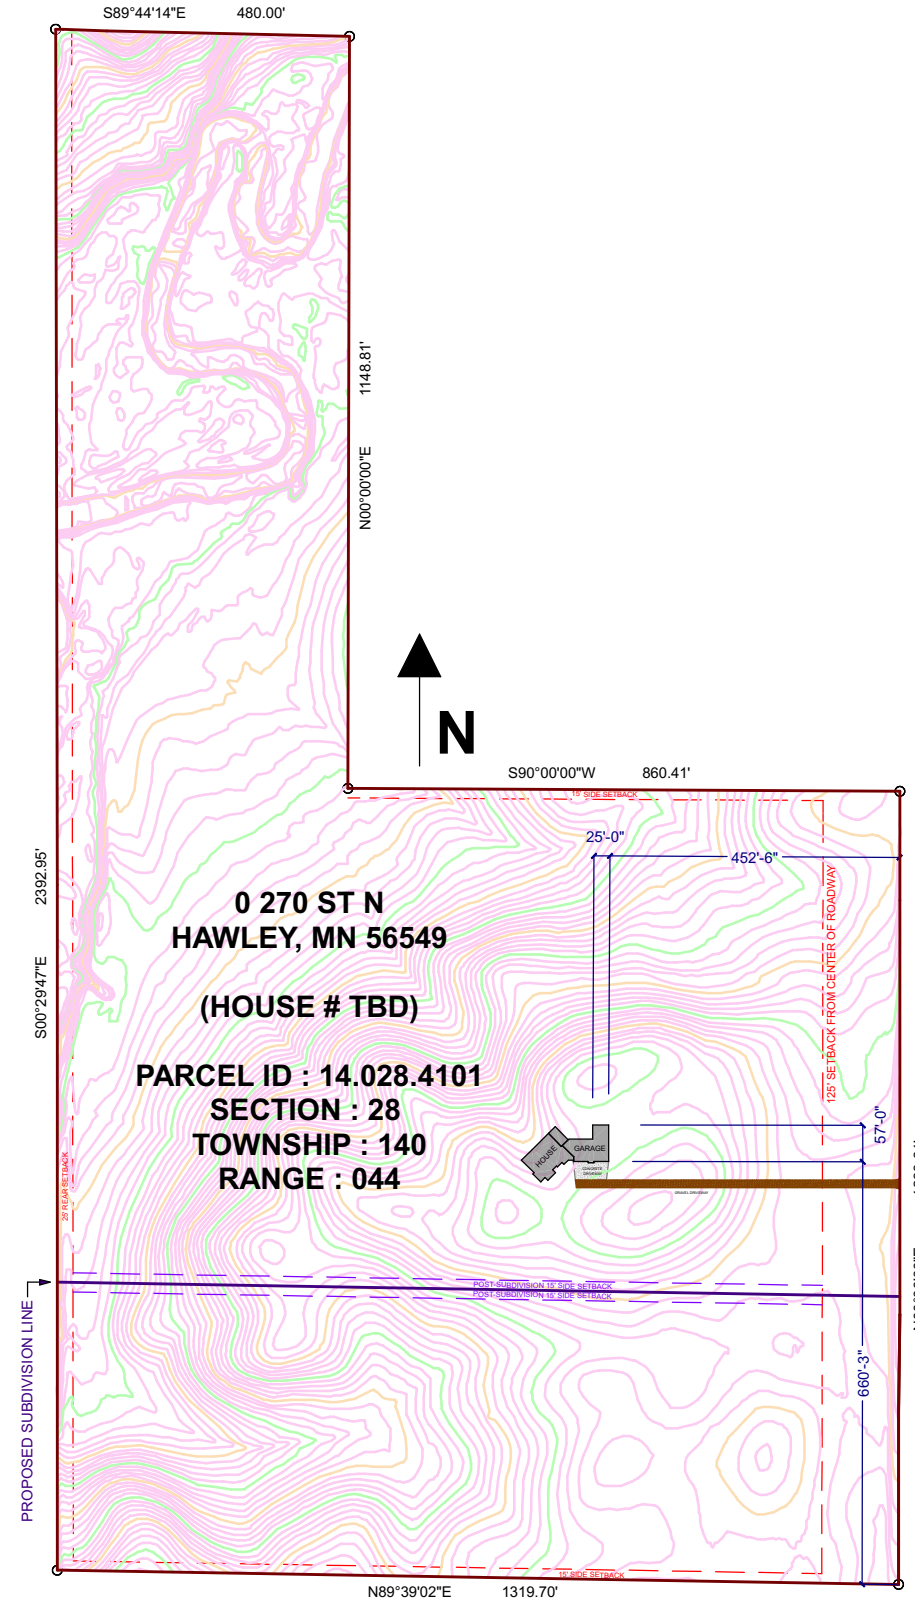 S89°44'14"E 480.00'
1148.81'
N00°00'00"E
N
S90°00'00"W 860.41'
15' SIDE SETBACK
25'-0"
452'-6"
2392.95'
S00°29'47"E
125' SETBACK FROM CENTER OF ROADWAY
0 270 ST N
HAWLEY, MN 56549
(HOUSE # TBD)
PARCEL ID : 14.028.4101
SECTION : 28
TOWNSHIP : 140
RANGE : 044
57'-0"
HOUSE
GARAGE
CONCRETE
DRIVEWAY
GRAVEL DRIVEWAY
25' REAR SETBACK
POST-SUBDIVISION 15' SIDE SETBACK
POST-SUBDIVISION 15' SIDE SETBACK
PROPOSED SUBDIVISION LINE
660'-3"
15' SIDE SETBACK
N89°39'02"E 1319.70'